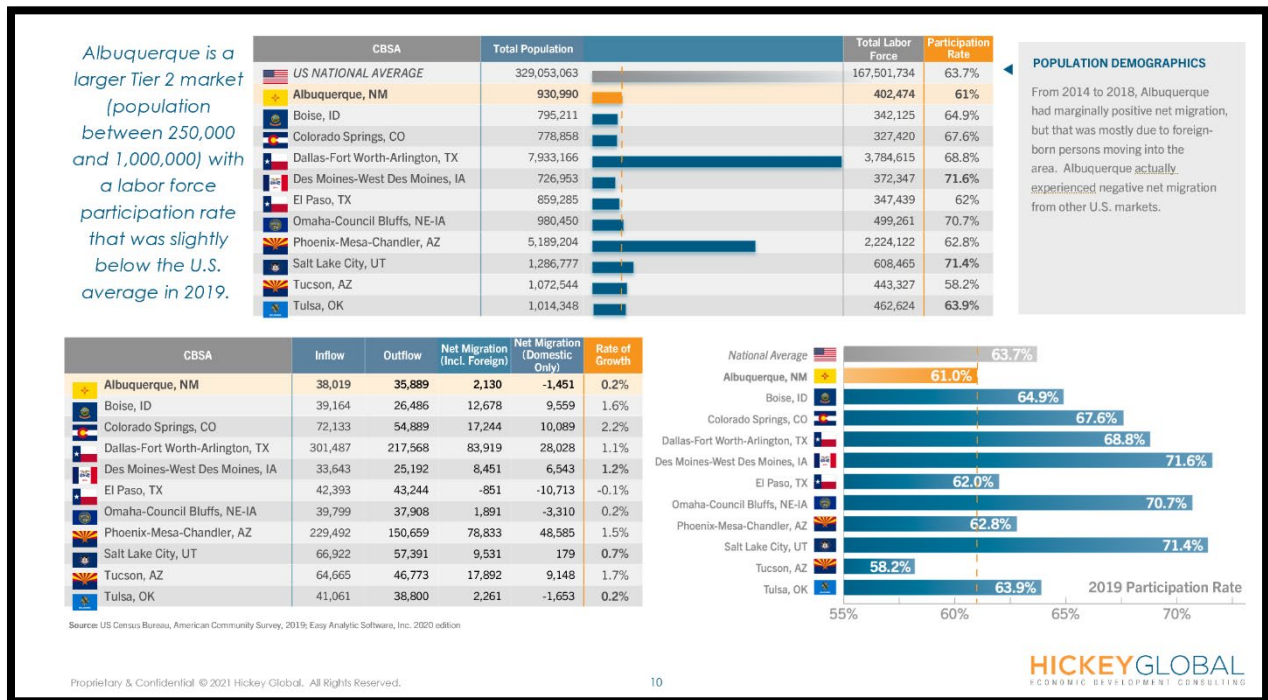 Albuquerque is a
larger Tier 2 market
(population
between 250,000
and 1,000,000) with
a labor force
participation rate
that was slightly
below the U.S.
average in 2019.
CBSA Total Population Total Labor Force Participation Rate
US NATIONAL AVERAGE 329,053,063 167,501,734 63.7%
Albuquerque, NM 930,990 402,474 61%
Boise, ID 795,211 342,125 64.9%
Colorado Springs, CO 778,858 327,420 67.6%
Dallas-Fort Worth-Arlington, TX 7,933,166 3,784,615 68.8%
Des Moines-West Des Moines, IA 726,953 372,347 71.6%
El Paso, TX 859,285 347,439 62%
Omaha-Council Bluffs, NE-IA 980,450 499,261 70.7%
Phoenix-Mesa-Chandler, AZ 5,189,204 2,224,122 62.8%
Salt Lake City, UT 1,286,777 608,465 71.4%
Tucson, AZ 1,072,544 443,327 58.2%
Tulsa, OK 1,014,348 462,624 63.9%
POPULATION DEMOGRAPHICS
From 2014 to 2018, Albuquerque
had marginally positive net migration,
but that was mostly due to foreign-
born persons moving into the
area. Albuquerque actually
experienced negative net migration
from other U.S. markets.
CBSA Inflow Outflow Net Migration (Incl. Foreign) Net Migration (Domestic Only) Rate of Growth
Albuquerque, NM 38,019 35,889 2,130 -1,451 0.2%
Boise, ID 39,164 26,486 12,678 9,559 1.6%
Colorado Springs, CO 72,133 54,889 17,244 10,089 2.2%
Dallas-Fort Worth-Arlington, TX 301,487 217,568 83,919 28,028 1.1%
Des Moines-West Des Moines, IA 33,643 25,192 8,451 6,543 1.2%
El Paso, TX 42,393 43,244 -851 -10,713 -0.1%
Omaha-Council Bluffs, NE-IA 39,799 37,908 1,891 -3,310 0.2%
Phoenix-Mesa-Chandler, AZ 229,492 150,659 78,833 48,585 1.5%
Salt Lake City, UT 66,922 57,391 9,531 179 0.7%
Tucson, AZ 64,665 46,773 17,892 9,148 1.7%
Tulsa, OK 41,061 38,800 2,261 -1,653 0.2%
Source: US Census Bureau, American Community Survey, 2019; Easy Analytic Software, Inc. 2020 edition
National Average 63.7%
Albuquerque, NM 61.0%
Boise, ID 64.9%
Colorado Springs, CO 67.6%
Dallas-Fort Worth-Arlington, TX 68.8%
Des Moines-West Des Moines, IA 71.6%
El Paso, TX 62.0%
Omaha-Council Bluffs, NE-IA 70.7%
Phoenix-Mesa-Chandler, AZ 62.8%
Salt Lake City, UT 71.4%
Tucson, AZ 58.2%
Tulsa, OK 63.9% 2019 Participation Rate
55% 60% 65% 70%
Proprietary & Confidential © 2021 Hickey Global. All Rights Reserved.
10
HICKEYGLOBAL
ECONOMIC DEVELOPMENT CONSULTING